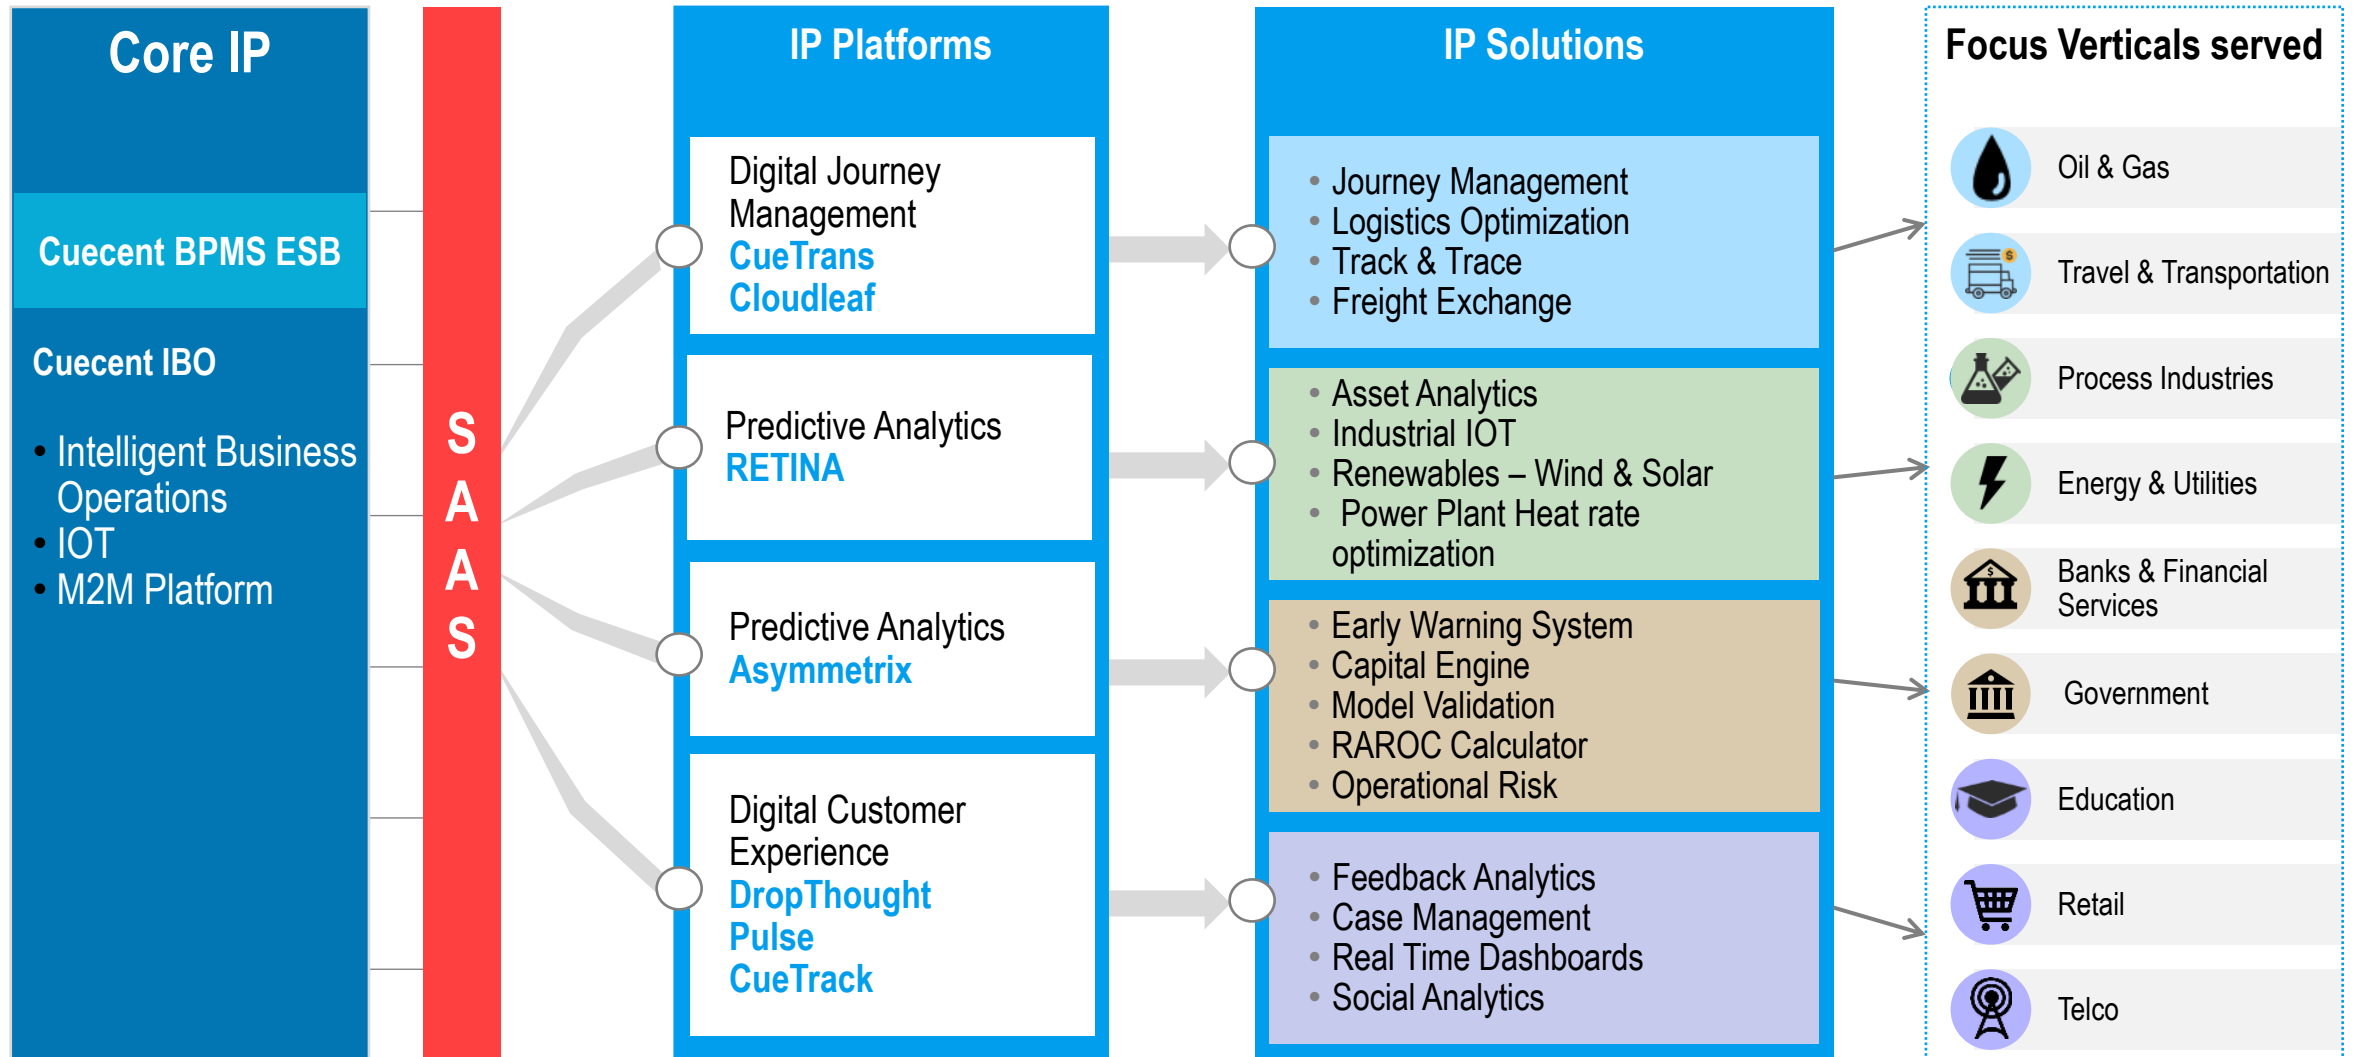 Core IP
Cuecent BPMS ESB
Cuecent IBO
• Intelligent Business
Operations
• IOT
• M2M Platform
S
A
A
S
IP Platforms
Digital Journey
Management
CueTrans
Cloudleaf
Predictive Analytics
RETINA
Predictive Analytics
Asymmetrix
Digital Customer
Experience
DropThought
Pulse
CueTrack
IP Solutions
• Journey Management
• Logistics Optimization
• Track & Trace
• Freight Exchange
• Asset Analytics
• Industrial IOT
• Renewables – Wind & Solar
• Power Plant Heat rate
optimization
• Early Warning System
• Capital Engine
• Model Validation
• RAROC Calculator
• Operational Risk
• Feedback Analytics
• Case Management
• Real Time Dashboards
• Social Analytics
Focus Verticals served
Oil & Gas
Travel & Transportation
Process Industries
Energy & Utilities
Banks & Financial
Services
Government
Education
Retail
Telco